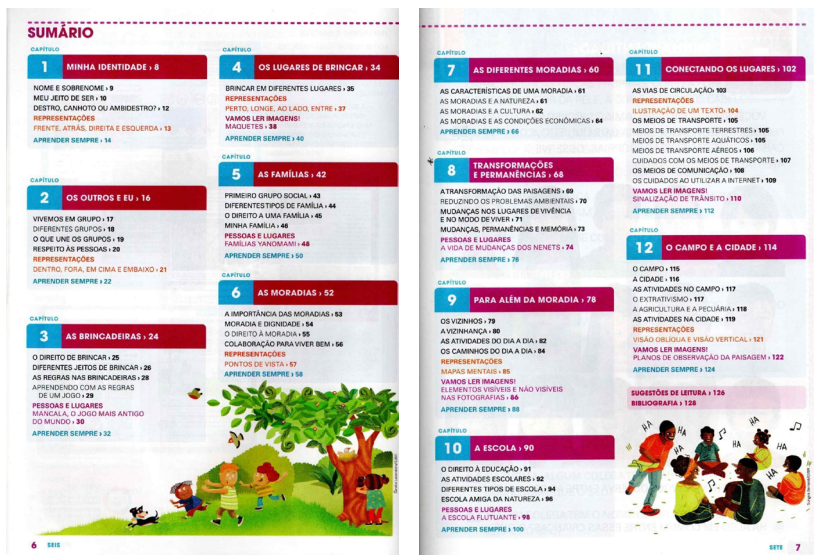 SUMÁRIO
CAPÍTULO
1 MINHA IDENTIDADE › 8
NOME E SOBRENOME › 9
MEU JEITO DE SER › 10
DESTRO, CANHOTO OU AMBIDESTRO? › 12
REPRESENTAÇÕES
FRENTE, ATRÁS, DIREITA E ESQUERDA › 13
APRENDER SEMPRE › 14
CAPÍTULO
2 OS OUTROS E EU › 16
VIVEMOS EM GRUPO › 17
DIFERENTES GRUPOS › 18
O QUE UNE OS GRUPOS › 19
RESPEITO ÀS PESSOAS › 20
REPRESENTAÇÕES
DENTRO, FORA, EM CIMA E EMBAIXO › 21
APRENDER SEMPRE › 22
CAPÍTULO
3 AS BRINCADEIRAS › 24
O DIREITO DE BRINCAR › 25
DIFERENTES JEITOS DE BRINCAR › 26
AS REGRAS NAS BRINCADEIRAS › 28
APRENDENDO COM AS REGRAS
DE UM JOGO › 29
PESSOAS E LUGARES
MANCALA, O JOGO MAIS ANTIGO
DO MUNDO › 30
APRENDER SEMPRE › 32
CAPÍTULO
4 OS LUGARES DE BRINCAR › 34
BRINCAR EM DIFERENTES LUGARES › 35
REPRESENTAÇÕES
PERTO, LONGE, AO LADO, ENTRE › 37
VAMOS LER IMAGENS!
MAQUETES › 38
APRENDER SEMPRE › 40
CAPÍTULO
5 AS FAMÍLIAS › 42
PRIMEIRO GRUPO SOCIAL › 43
DIFERENTES TIPOS DE FAMÍLIA › 44
O DIREITO A UMA FAMÍLIA › 45
MINHA FAMÍLIA › 46
PESSOAS E LUGARES
FAMÍLIAS YANOMAMI › 48
APRENDER SEMPRE › 50
CAPÍTULO
6 AS MORADIAS › 52
A IMPORTÂNCIA DAS MORADIAS › 53
MORADIA E DIGNIDADE › 54
O DIREITO À MORADIA › 55
COLABORAÇÃO PARA VIVER BEM › 56
REPRESENTAÇÕES
PONTOS DE VISTA › 57
APRENDER SEMPRE › 58
6 SEIS
CAPÍTULO
7 AS DIFERENTES MORADIAS › 60
AS CARACTERÍSTICAS DE UMA MORADIA › 61
AS MORADIAS E A NATUREZA › 61
AS MORADIAS E A CULTURA › 62
AS MORADIAS E AS CONDIÇÕES ECONÔMICAS › 64
APRENDER SEMPRE › 66
CAPÍTULO
8 TRANSFORMAÇÕES
E PERMANÊNCIAS › 68
A TRANSFORMAÇÃO DAS PAISAGENS › 69
REDUZINDO OS PROBLEMAS AMBIENTAIS › 70
MUDANÇAS NOS LUGARES DE VIVÊNCIA
E NO MODO DE VIVER › 71
MUDANÇAS, PERMANÊNCIAS E MEMÓRIA › 73
PESSOAS E LUGARES
A VIDA DE MUDANÇAS DOS NENETS › 74
APRENDER SEMPRE › 76
CAPÍTULO
9 PARA ALÉM DA MORADIA › 78
OS VIZINHOS › 79
A VIZINHANÇA › 80
AS ATIVIDADES DO DIA A DIA › 82
OS CAMINHOS DO DIA A DIA › 84
REPRESENTAÇÕES
MAPAS MENTAIS › 85
VAMOS LER IMAGENS!
ELEMENTOS VISÍVEIS E NÃO VISÍVEIS
NAS FOTOGRAFIAS › 86
APRENDER SEMPRE › 88
CAPÍTULO
10 A ESCOLA › 90
O DIREITO À EDUCAÇÃO › 91
AS ATIVIDADES ESCOLARES › 92
DIFERENTES TIPOS DE ESCOLA › 94
ESCOLA AMIGA DA NATUREZA › 96
PESSOAS E LUGARES
A ESCOLA FLUTUANTE › 98
APRENDER SEMPRE › 100
CAPÍTULO
11 CONECTANDO OS LUGARES › 102
AS VIAS DE CIRCULAÇÃO › 103
REPRESENTAÇÕES
ILUSTRAÇÃO DE UM TEXTO › 104
OS MEIOS DE TRANSPORTE › 105
MEIOS DE TRANSPORTE TERRESTRES › 105
MEIOS DE TRANSPORTE AQUÁTICOS › 105
MEIOS DE TRANSPORTE AÉREOS › 106
CUIDADOS COM OS MEIOS DE TRANSPORTE › 107
OS MEIOS DE COMUNICAÇÃO › 108
OS CUIDADOS AO UTILIZAR A INTERNET › 109
VAMOS LER IMAGENS!
SINALIZAÇÃO DE TRÂNSITO › 110
APRENDER SEMPRE › 112
CAPÍTULO
12 O CAMPO E A CIDADE › 114
O CAMPO › 115
A CIDADE › 116
AS ATIVIDADES NO CAMPO › 117
O EXTRATIVISMO › 117
A AGRICULTURA E A PECUÁRIA › 118
AS ATIVIDADES NA CIDADE › 119
REPRESENTAÇÕES
VISÃO OBLÍQUA E VISÃO VERTICAL › 121
VAMOS LER IMAGENS!
PLANOS DE OBSERVAÇÃO DA PAISAGEM › 122
APRENDER SEMPRE › 124
SUGESTÕES DE LEITURA › 126
BIBLIOGRAFIA › 128
HA
HA
HA
HA
HA
SETE 7